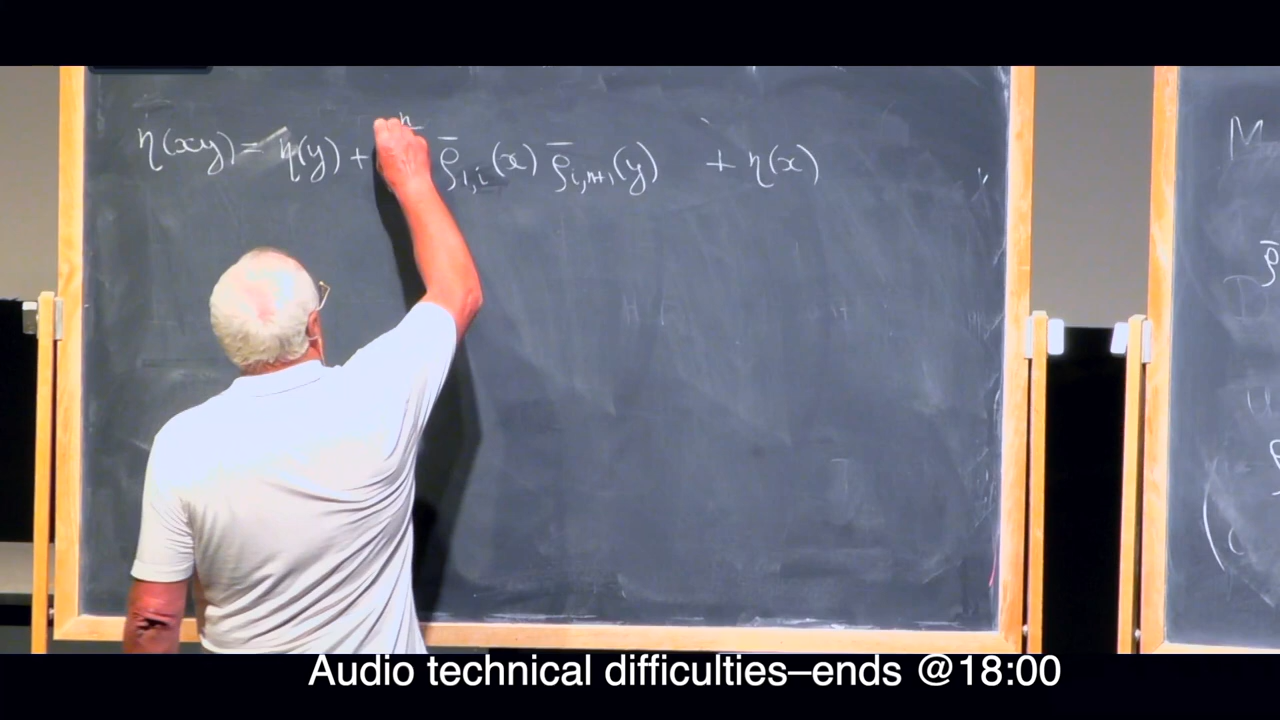 η(xy) = η(y) + n ρ̄₁,ᵢ(x) ρ̄ᵢ,ₙ₊₁(y) + η(x)
M
ρ̄
D
Audio technical difficulties–ends @18:00